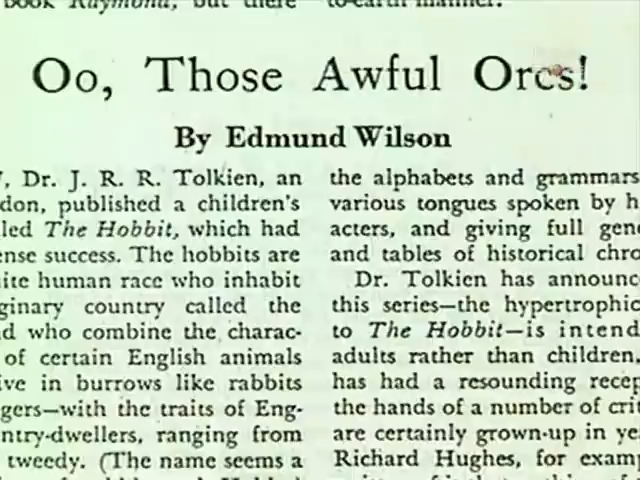 book Raymond, but there
to-earth manner.
Oo, Those Awful Orcs!
By Edmund Wilson
, Dr. J. R. R. Tolkien, an
don, published a children's
led The Hobbit, which had
ense success. The hobbits are
ite human race who inhabit
ginary country called the
d who combine the charac-
of certain English animals
ive in burrows like rabbits
gers—with the traits of Eng-
ntry-dwellers, ranging from
tweedy. (The name seems a
the alphabets and grammars
various tongues spoken by h
acters, and giving full gene
and tables of historical chro
Dr. Tolkien has announc
this series—the hypertrophic
to The Hobbit—is intend
adults rather than children.
has had a resounding recep
the hands of a number of crit
are certainly grown-up in ye
Richard Hughes, for examp